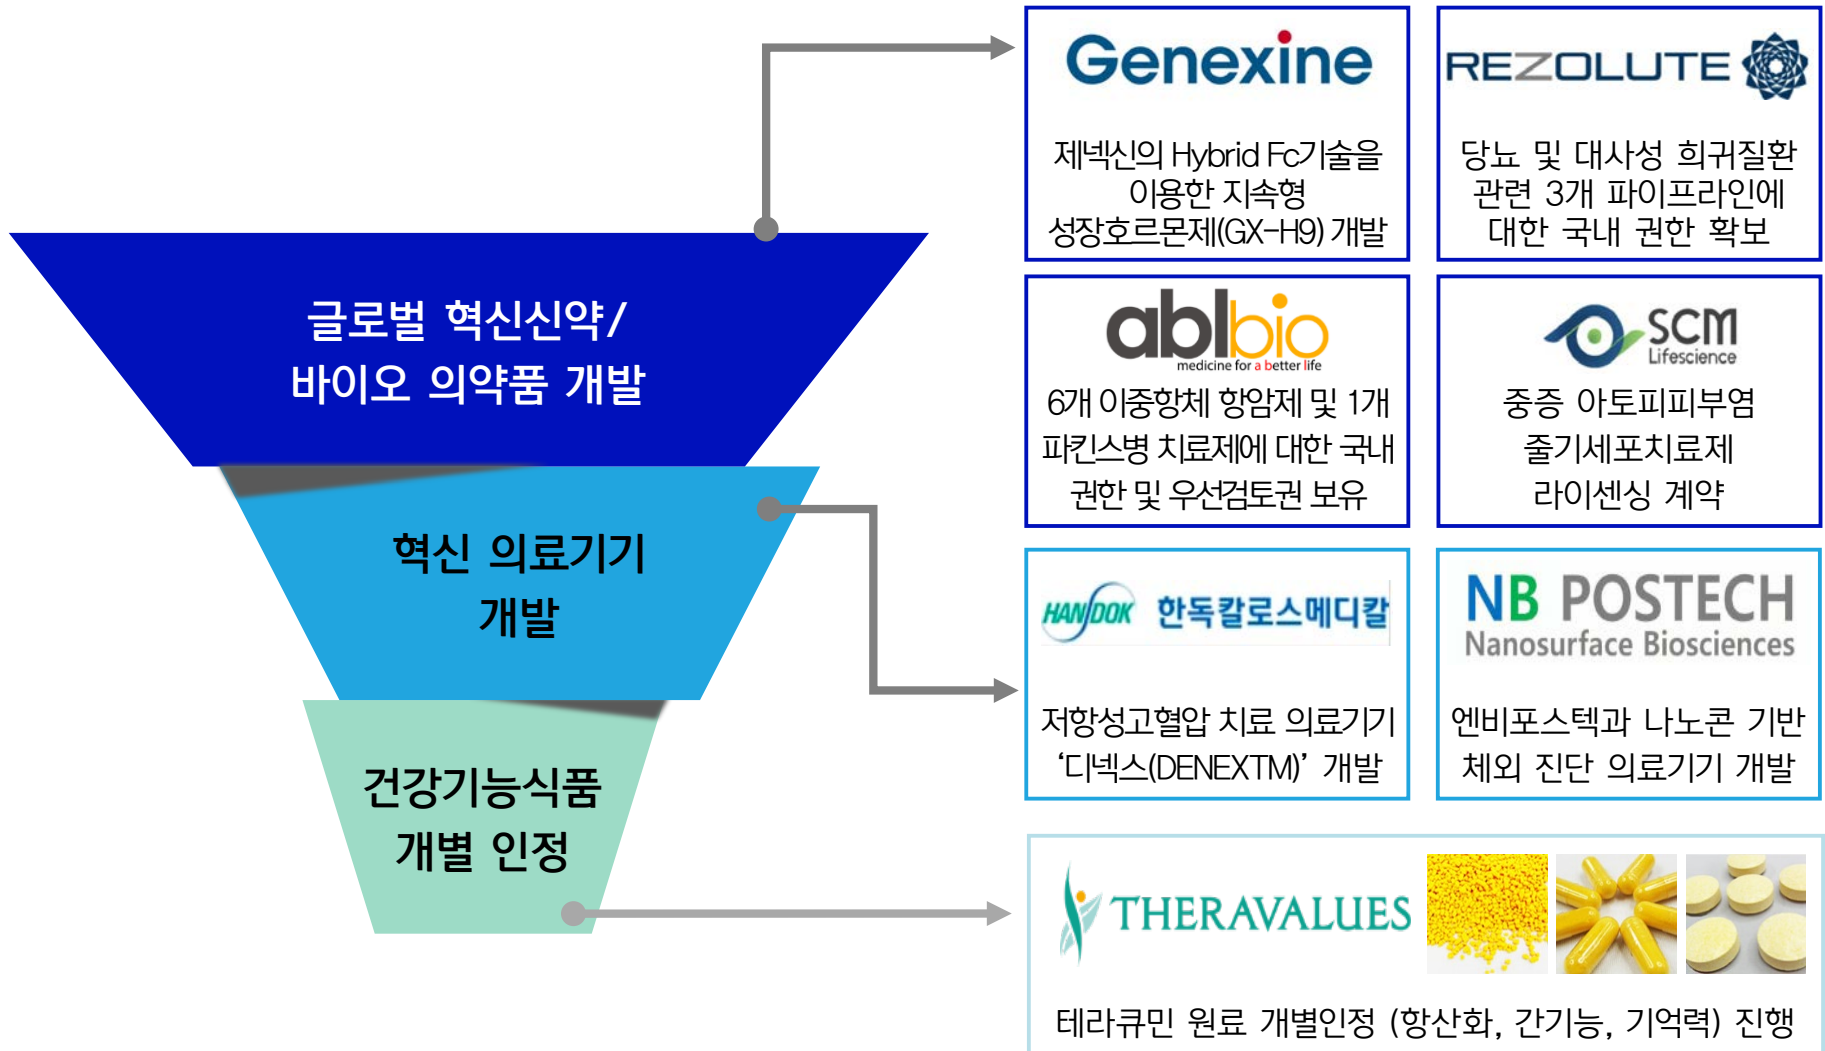 글로벌 혁신신약/
바이오 의약품 개발
혁신 의료기기
개발
건강기능식품
개별 인정
Genexine
제넥신의 Hybrid Fc기술을
이용한 지속형
성장호르몬제(GX-H9) 개발
REZOLUTE
당뇨 및 대사성 희귀질환
관련 3개 파이프라인에
대한 국내 권한 확보
ablbio
medicine for a better life
6개 이중항체 항암제 및 1개
파킨스병 치료제에 대한 국내
권한 및 우선검토권 보유
SCM
Lifescience
중증 아토피피부염
줄기세포치료제
라이센싱 계약
HANDOK 한독칼로스메디칼
저항성고혈압 치료 의료기기
‘디넥스(DENEXTM)’ 개발
NB POSTECH
Nanosurface Biosciences
엔비포스텍과 나노콘 기반
체외 진단 의료기기 개발
THERAVALUES
테라큐민 원료 개별인정 (항산화, 간기능, 기억력) 진행